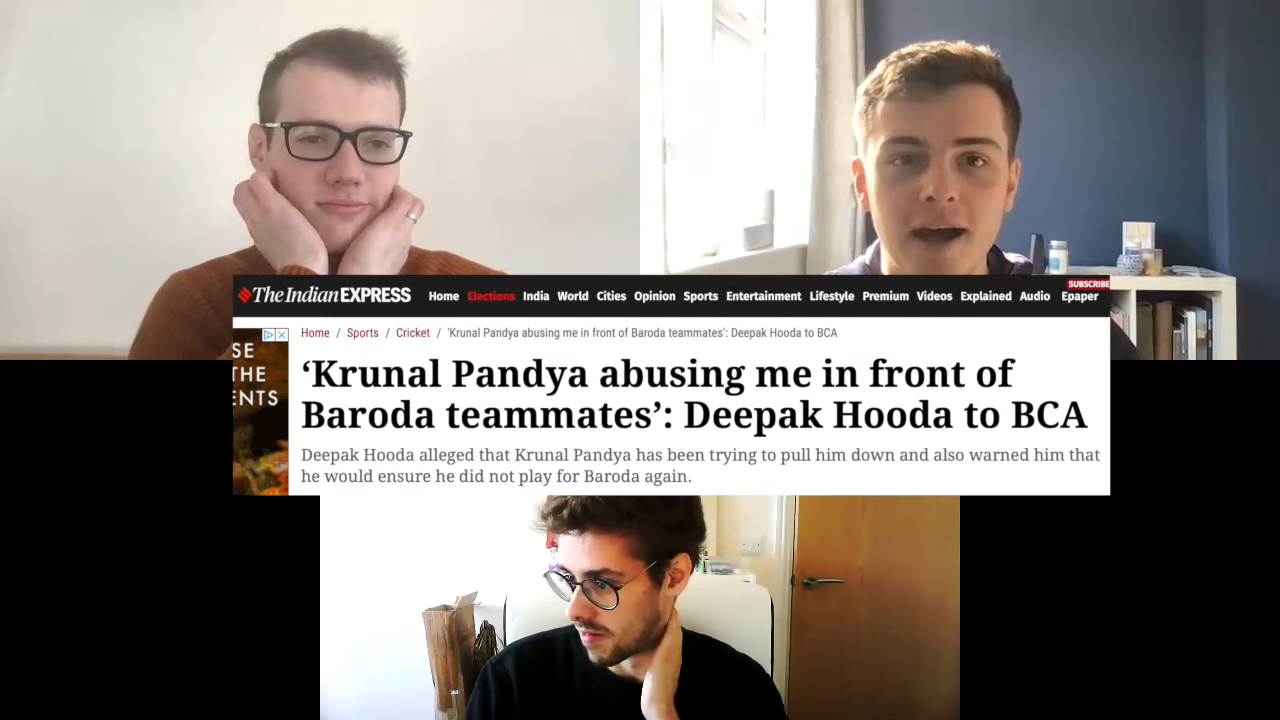 The Indian EXPRESS Home Elections India World Cities Opinion Sports Entertainment Lifestyle Premium Videos Explained Audio Epaper
SUBSCRIBE
Home / Sports / Cricket / 'Krunal Pandya abusing me in front of Baroda teammates': Deepak Hooda to BCA
SE
THE
ENTS
‘Krunal Pandya abusing me in front of
Baroda teammates’: Deepak Hooda to BCA
Deepak Hooda alleged that Krunal Pandya has been trying to pull him down and also warned him that
he would ensure he did not play for Baroda again.